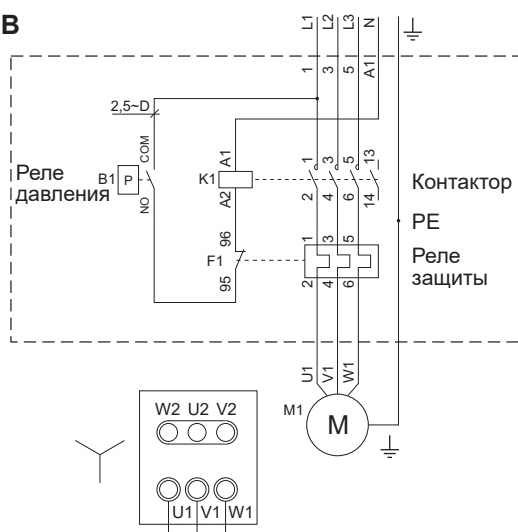 B
L1 L2 L3 N
1 3 5 A1
2,5~D
COM
A1
1 3 5 13
Реле
давления
B1 P
K1
Контактор
NO
A2
2 4 6 14
PE
96
1 3 5
F1
Реле
защиты
95
2 4 6
U1 V1 W1
M1
M
W2 U2 V2
U1 V1 W1